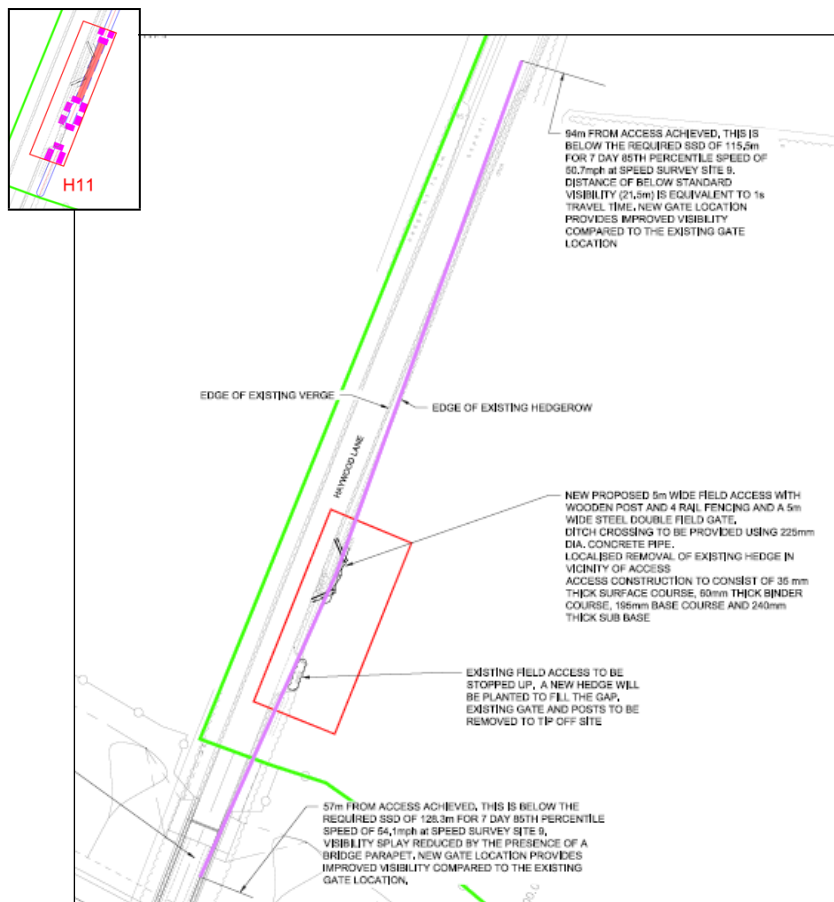 H11
94m FROM ACCESS ACHIEVED, THIS IS
BELOW THE REQUIRED SSD OF 115.5m
FOR 7 DAY 85TH PERCENTILE SPEED OF
50.7mph at SPEED SURVEY SITE 9.
DISTANCE OF BELOW STANDARD
VISIBILITY (21.5m) IS EQUIVALENT TO 1s
TRAVEL TIME. NEW GATE LOCATION
PROVIDES IMPROVED VISIBILITY
COMPARED TO THE EXISTING GATE
LOCATION
EDGE OF EXISTING VERGE
EDGE OF EXISTING HEDGEROW
HAYWOOD LANE
NEW PROPOSED 5m WIDE FIELD ACCESS WITH
WOODEN POST AND 4 RAIL FENCING AND A 5m
WIDE STEEL DOUBLE FIELD GATE.
DITCH CROSSING TO BE PROVIDED USING 225mm
DIA. CONCRETE PIPE.
LOCALISED REMOVAL OF EXISTING HEDGE IN
VICINITY OF ACCESS
ACCESS CONSTRUCTION TO CONSIST OF 35 mm
THICK SURFACE COURSE, 60mm THICK BINDER
COURSE, 195mm BASE COURSE AND 240mm
THICK SUB BASE
EXISTING FIELD ACCESS TO BE
STOPPED UP, A NEW HEDGE WILL
BE PLANTED TO FILL THE GAP.
EXISTING GATE AND POSTS TO BE
REMOVED TO TIP OFF SITE
57m FROM ACCESS ACHIEVED, THIS IS BELOW THE
REQUIRED SSD OF 128.3m FOR 7 DAY 85TH PERCENTILE
SPEED OF 54.1mph at SPEED SURVEY SITE 9.
VISIBILITY SPLAY REDUCED BY THE PRESENCE OF A
BRIDGE PARAPET. NEW GATE LOCATION PROVIDES
IMPROVED VISIBILITY COMPARED TO THE EXISTING
GATE LOCATION.